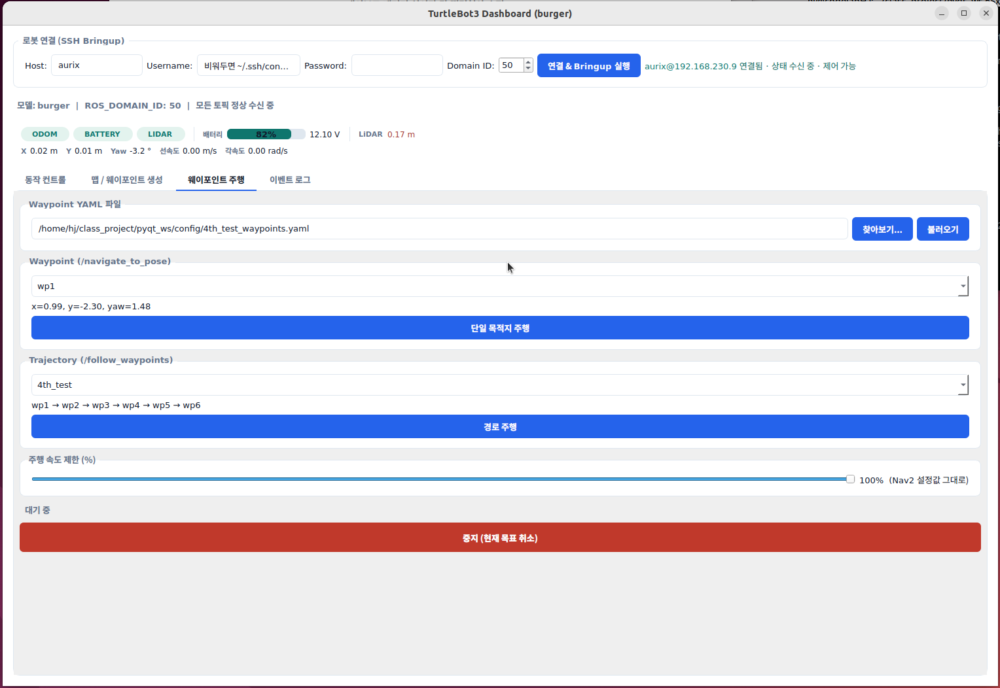 TurtleBot3 Dashboard (burger)
로봇 연결 (SSH Bringup)
Host: aurix Username: 비워두면 ~/.ssh/con... Password: Domain ID: 50 연결 & Bringup 실행 aurix@192.168.230.9 연결됨 · 상태 수신 중 · 제어 가능
모델: burger | ROS_DOMAIN_ID: 50 | 모든 토픽 정상 수신 중
ODOM BATTERY LIDAR 배터리 82% 12.10 V LiDAR 0.17 m
X 0.02 m Y 0.01 m Yaw -3.2 ° 선속도 0.00 m/s 각속도 0.00 rad/s
동작 컨트롤 맵 / 웨이포인트 생성 웨이포인트 주행 이벤트 로그
Waypoint YAML 파일
/home/hj/class_project/pyqt_ws/config/4th_test_waypoints.yaml 찾아보기... 불러오기
Waypoint (/navigate_to_pose)
wp1
x=0.99, y=-2.30, yaw=1.48
단일 목적지 주행
Trajectory (/follow_waypoints)
4th_test
wp1 → wp2 → wp3 → wp4 → wp5 → wp6
경로 주행
주행 속도 제한 (%)
100% (Nav2 설정값 그대로)
대기 중
중지 (현재 목표 취소)